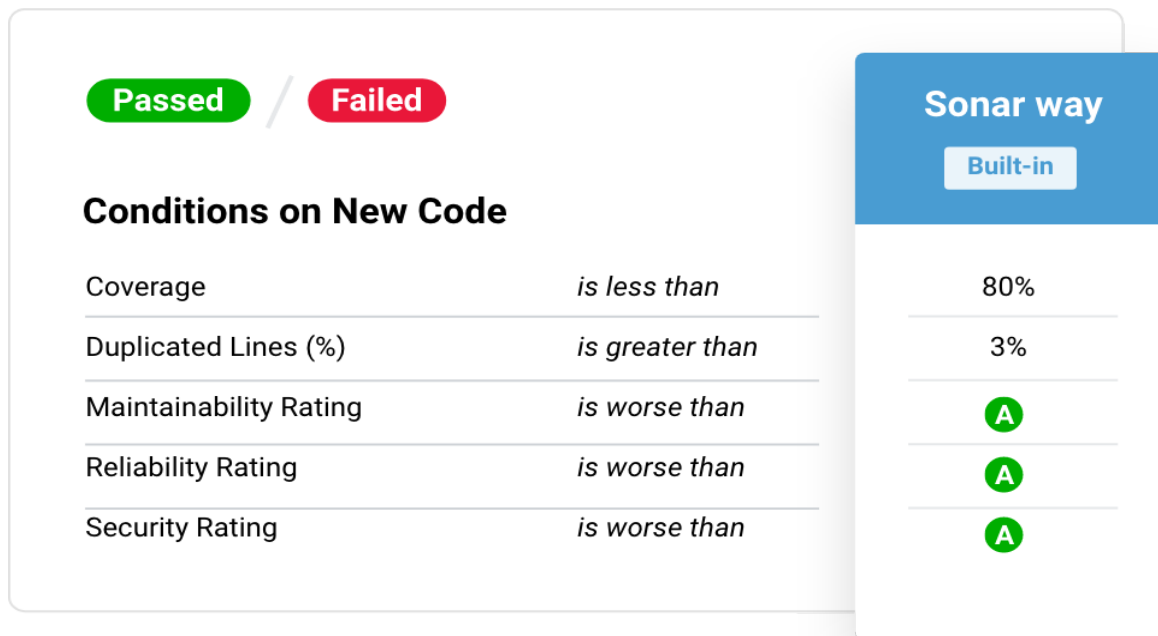 Passed / Failed
Sonar way
Built-in
Conditions on New Code
Coverage is less than 80%
Duplicated Lines (%) is greater than 3%
Maintainability Rating is worse than A
Reliability Rating is worse than A
Security Rating is worse than A